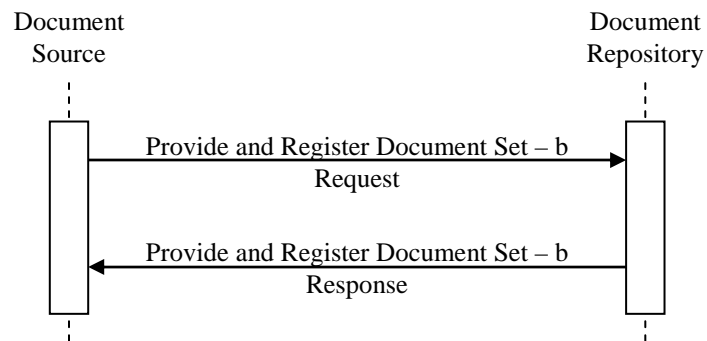 Document
Source
Document
Repository
Provide and Register Document Set – b
Request
Provide and Register Document Set – b
Response